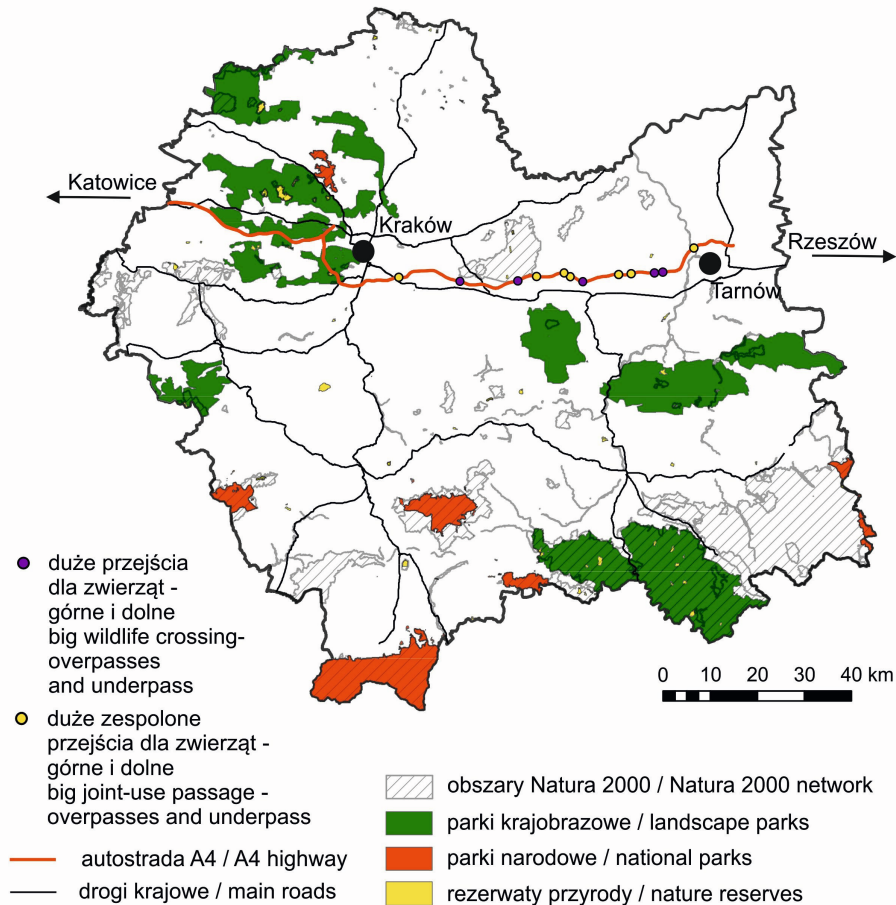 Katowice
Kraków
Rzeszów
Tarnów
duże przejścia
dla zwierząt -
górne i dolne
big wildlife crossing-
overpasses
and underpass
duże zespolone
przejścia dla zwierząt -
górne i dolne
big joint-use passage -
overpasses and underpass
autostrada A4 / A4 highway
drogi krajowe / main roads
0 10 20 30 40 km
obszary Natura 2000 / Natura 2000 network
parki krajobrazowe / landscape parks
parki narodowe / national parks
rezerwaty przyrody / nature reserves